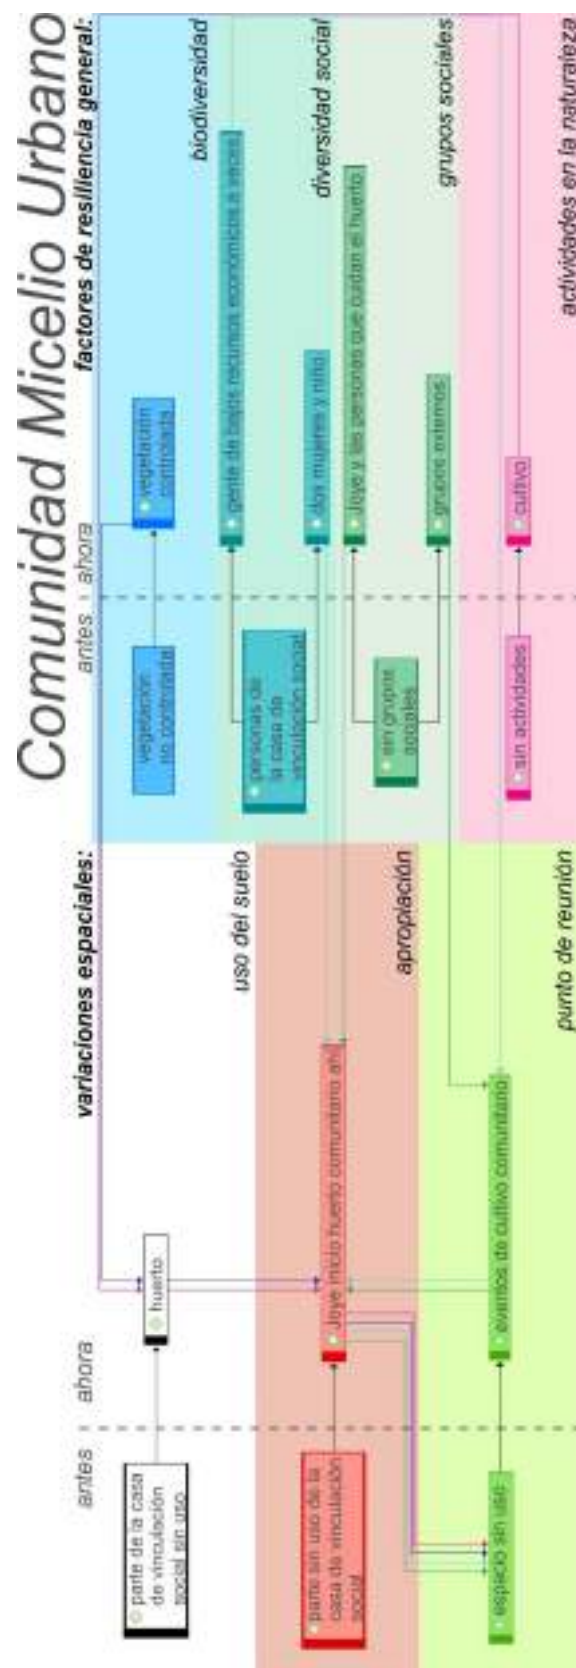 Comunidad Micelio Urbano
variaciones espaciales:
antes
ahora
parte de la casa
de vinculación
social sin uso
huerto
uso del suelo
parte sin uso de la
casa de vinculación
social
Joye inicio huerto comunitario ahí
apropiación
espacio sin uso
eventos de cultivo comunitario
punto de reunión
factores de resiliencia general:
antes
ahora
vegetación
no controlada
vegetación
controlada
biodiversidad
personas de
la casa de
vinculación social
gente de bajos recursos económicos a veces
dos mujeres y niño
diversidad social
sin grupos
sociales
Joye y las personas que cuidan el huerto
grupos externos
grupos sociales
sin actividades
cultivo
actividades en la naturaleza